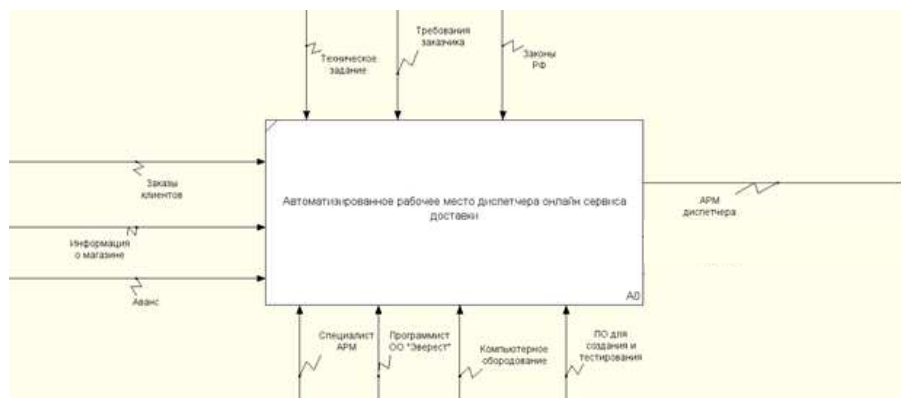 Техническое
задание
Требования
заказчика
Законы
РФ
Заказы
клиентов
Информация
о магазине
Аванс
Автоматизированное рабочее место диспетчера онлайн сервиса
доставки
A0
АРМ
диспетчера
Специалист
АРМ
Программист
ОО "Эверест"
Компьютерное
обородование
ПО для
создания и
тестирования